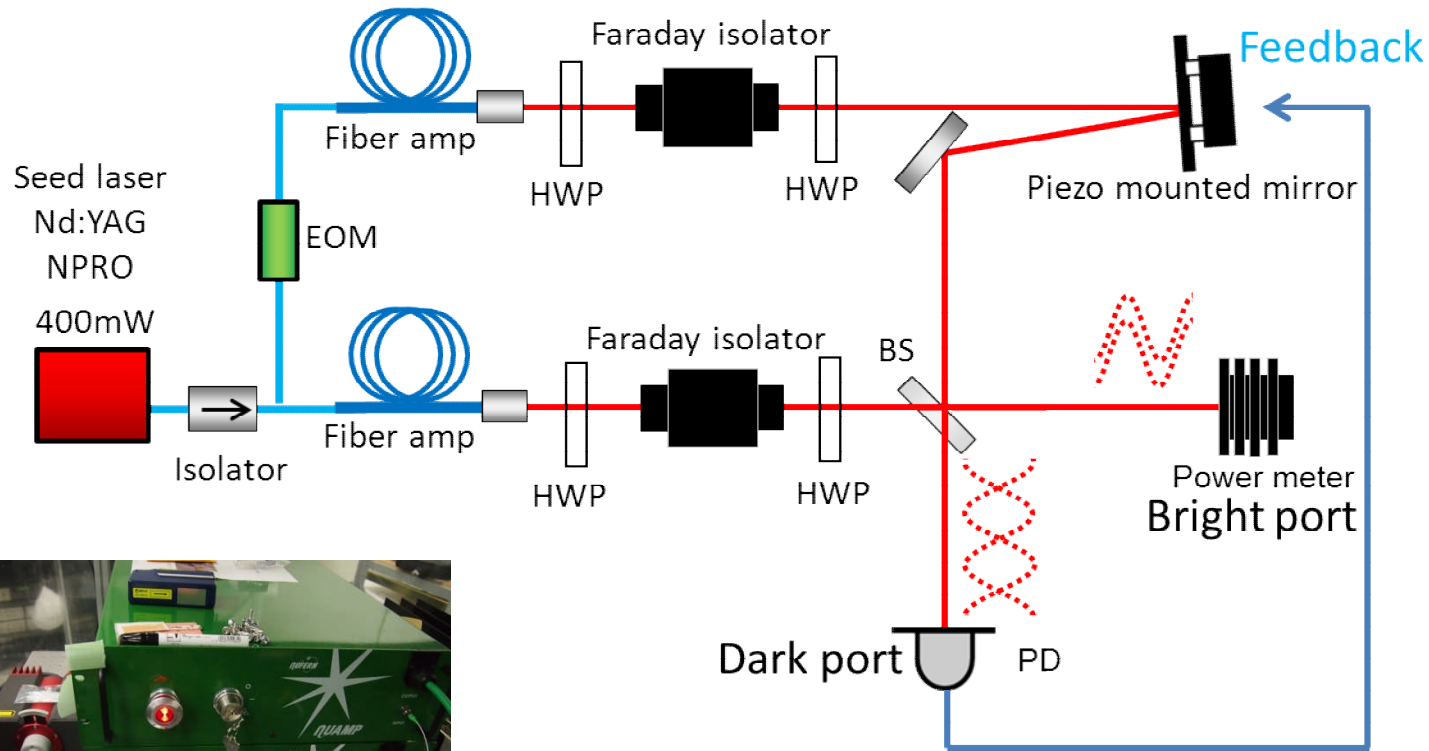 Faraday isolator
Feedback
Fiber amp
HWP
HWP
Piezo mounted mirror
Seed laser
Nd:YAG
NPRO
400mW
EOM
Faraday isolator
BS
Isolator
Fiber amp
HWP
HWP
Power meter
Bright port
Dark port
PD
NUFERN
QUAMP